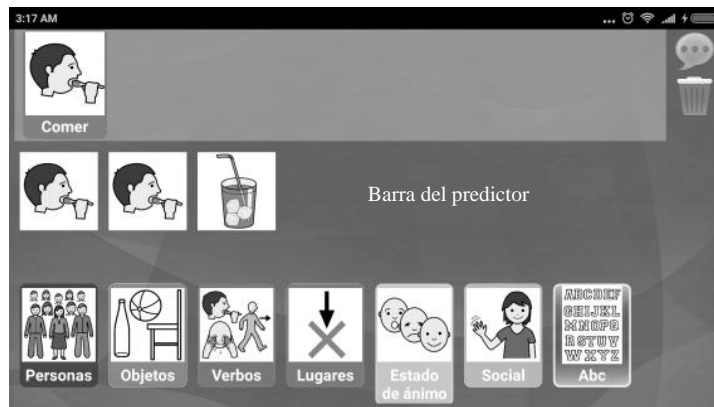 3:17 AM
...
Comer
Barra del predictor
Personas
Objetos
Verbos
Lugares
Estado
de ánimo
Social
ABCDEF
GHIJKL
MNOPQ
RSTUV
WXYZ
Abc